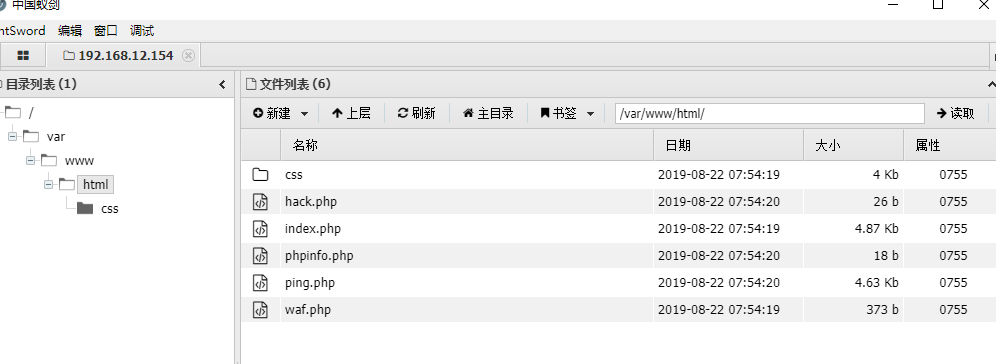 中国蚁剑
ntSword 编辑 窗口 调试
192.168.12.154
目录列表 (1)
文件列表 (6)
新建 上层 刷新 主目录 书签 /var/www/html/ 读取
/
var
www
html
css
名称 日期 大小 属性
css 2019-08-22 07:54:19 4 Kb 0755
hack.php 2019-08-22 07:54:20 26 b 0755
index.php 2019-08-22 07:54:19 4.87 Kb 0755
phpinfo.php 2019-08-22 07:54:20 18 b 0755
ping.php 2019-08-22 07:54:20 4.63 Kb 0755
waf.php 2019-08-22 07:54:19 373 b 0755